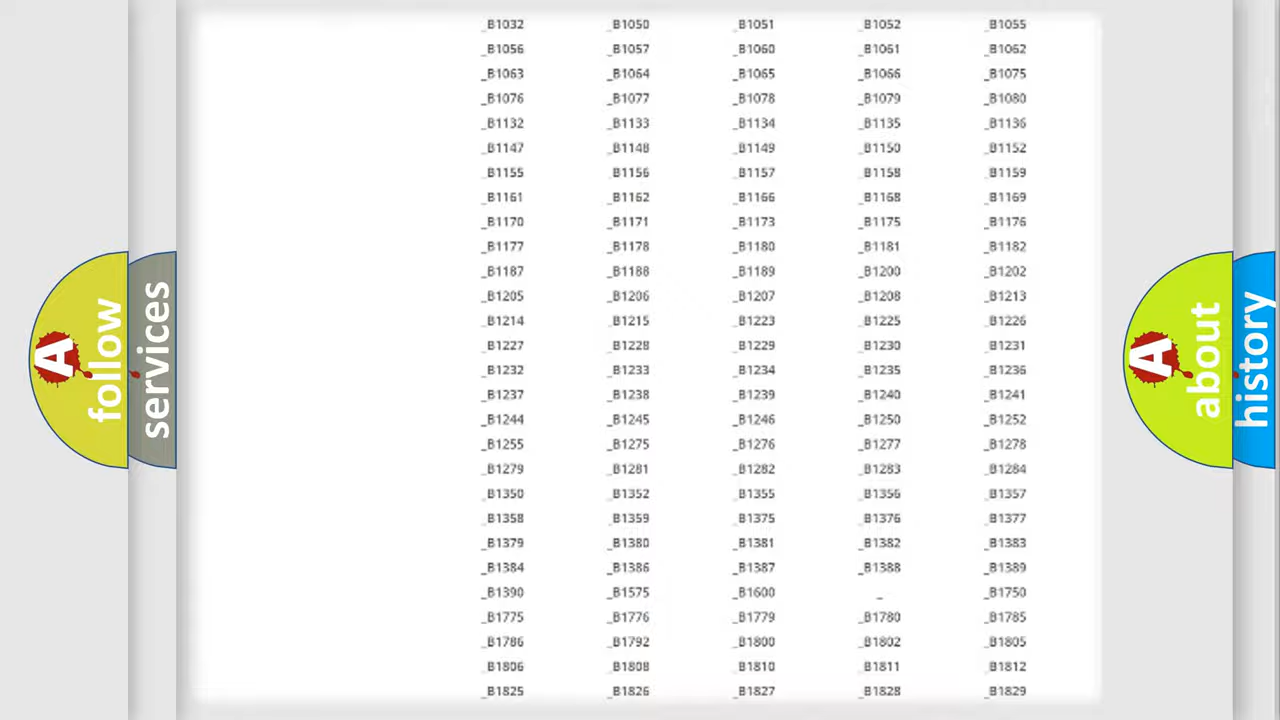 _B1032 _B1050 _B1051 _B1052 _B1055
_B1056 _B1057 _B1060 _B1061 _B1062
_B1063 _B1064 _B1065 _B1066 _B1075
_B1076 _B1077 _B1078 _B1079 _B1080
_B1132 _B1133 _B1134 _B1135 _B1136
_B1147 _B1148 _B1149 _B1150 _B1152
_B1155 _B1156 _B1157 _B1158 _B1159
_B1161 _B1162 _B1166 _B1168 _B1169
_B1170 _B1171 _B1173 _B1175 _B1176
_B1177 _B1178 _B1180 _B1181 _B1182
_B1187 _B1188 _B1189 _B1200 _B1202
_B1205 _B1206 _B1207 _B1208 _B1213
_B1214 _B1215 _B1223 _B1225 _B1226
_B1227 _B1228 _B1229 _B1230 _B1231
_B1232 _B1233 _B1234 _B1235 _B1236
_B1237 _B1238 _B1239 _B1240 _B1241
_B1244 _B1245 _B1246 _B1250 _B1252
_B1255 _B1275 _B1276 _B1277 _B1278
_B1279 _B1281 _B1282 _B1283 _B1284
_B1350 _B1352 _B1355 _B1356 _B1357
_B1358 _B1359 _B1375 _B1376 _B1377
_B1379 _B1380 _B1381 _B1382 _B1383
_B1384 _B1386 _B1387 _B1388 _B1389
_B1390 _B1575 _B1600 _ _B1750
_B1775 _B1776 _B1779 _B1780 _B1785
_B1786 _B1792 _B1800 _B1802 _B1805
_B1806 _B1808 _B1810 _B1811 _B1812
_B1825 _B1826 _B1827 _B1828 _B1829
A
follow
services
A
about
history